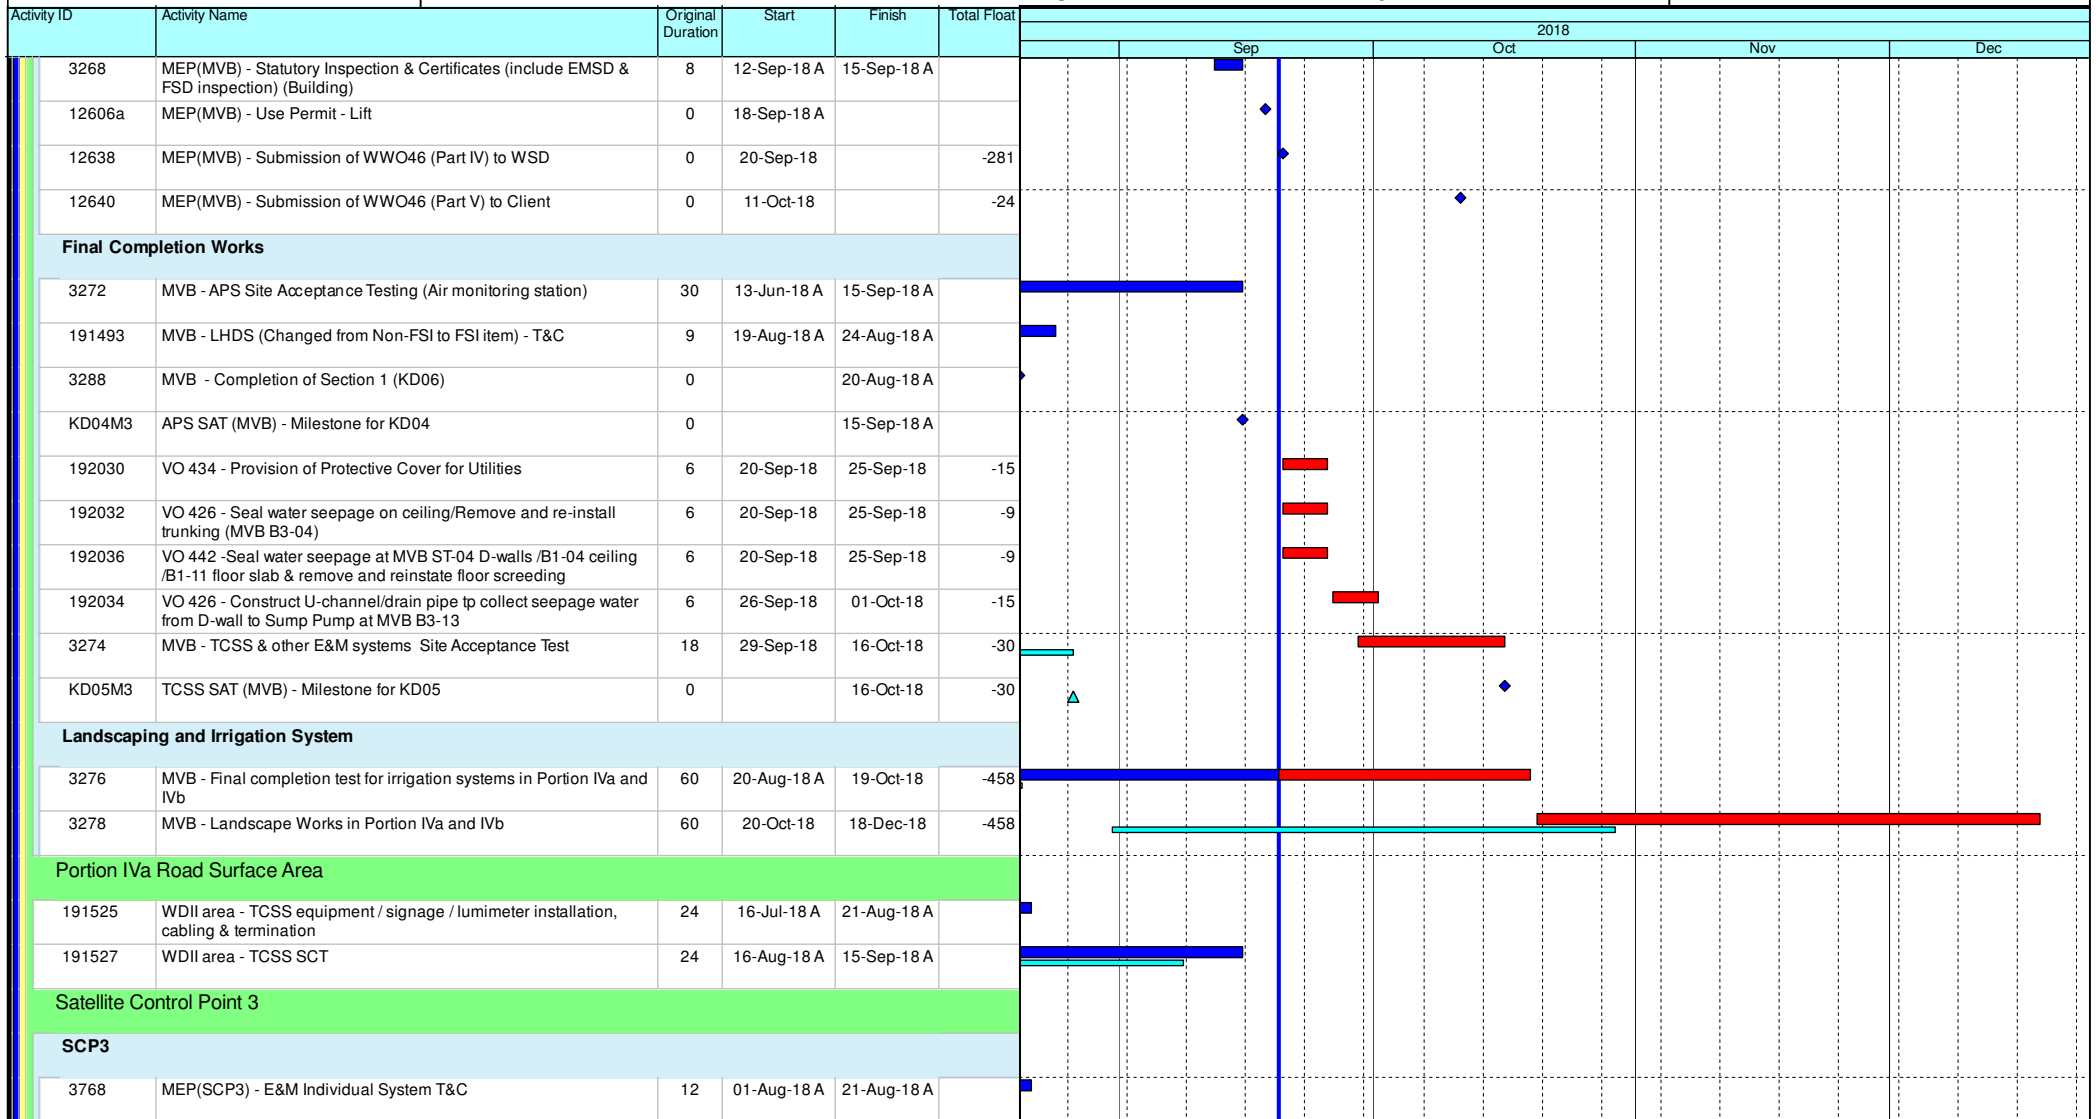 Activity ID Activity Name Original Duration Start Finish Total Float
2018
Sep Oct Nov Dec
3268 MEP(MVB) - Statutory Inspection & Certificates (include EMSD & 8 12-Sep-18 A 15-Sep-18 A
FSD inspection) (Building)
12606a MEP(MVB) - Use Permit - Lift 0 18-Sep-18 A
12638 MEP(MVB) - Submission of WWO46 (Part IV) to WSD 0 20-Sep-18 -281
12640 MEP(MVB) - Submission of WWO46 (Part V) to Client 0 11-Oct-18 -24
Final Completion Works
3272 MVB - APS Site Acceptance Testing (Air monitoring station) 30 13-Jun-18 A 15-Sep-18 A
191493 MVB - LHDS (Changed from Non-FSI to FSI item) - T&C 9 19-Aug-18 A 24-Aug-18 A
3288 MVB - Completion of Section 1 (KD06) 0 20-Aug-18 A
KD04M3 APS SAT (MVB) - Milestone for KD04 0 15-Sep-18 A
192030 VO 434 - Provision of Protective Cover for Utilities 6 20-Sep-18 25-Sep-18 -15
192032 VO 426 - Seal water seepage on ceiling/Remove and re-install 6 20-Sep-18 25-Sep-18 -9
trunking (MVB B3-04)
192036 VO 442 -Seal water seepage at MVB ST-04 D-walls /B1-04 ceiling 6 20-Sep-18 25-Sep-18 -9
/B1-11 floor slab & remove and reinstate floor screeding
192034 VO 426 - Construct U-channel/drain pipe tp collect seepage water 6 26-Sep-18 01-Oct-18 -15
from D-wall to Sump Pump at MVB B3-13
3274 MVB - TCSS & other E&M systems Site Acceptance Test 18 29-Sep-18 16-Oct-18 -30
KD05M3 TCSS SAT (MVB) - Milestone for KD05 0 16-Oct-18 -30
Landscaping and Irrigation System
3276 MVB - Final completion test for irrigation systems in Portion IVa and 60 20-Aug-18 A 19-Oct-18 -458
IVb
3278 MVB - Landscape Works in Portion IVa and IVb 60 20-Oct-18 18-Dec-18 -458
Portion IVa Road Surface Area
191525 WDII area - TCSS equipment / signage / lumimeter installation, 24 16-Jul-18 A 21-Aug-18 A
cabling & termination
191527 WDII area - TCSS SCT 24 16-Aug-18 A 15-Sep-18 A
Satellite Control Point 3
SCP3
3768 MEP(SCP3) - E&M Individual System T&C 12 01-Aug-18 A 21-Aug-18 A